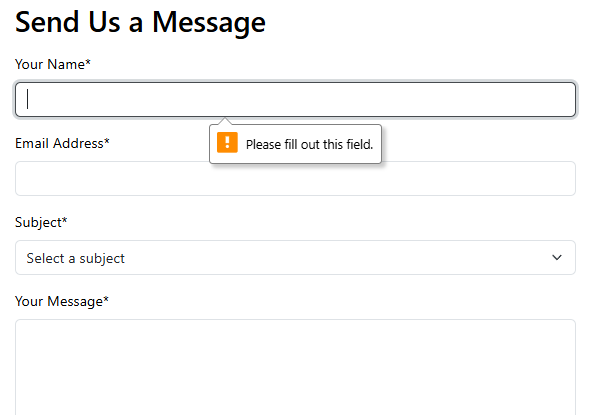 Send Us a Message
Your Name*
Please fill out this field.
Email Address*
Subject*
Select a subject
Your Message*